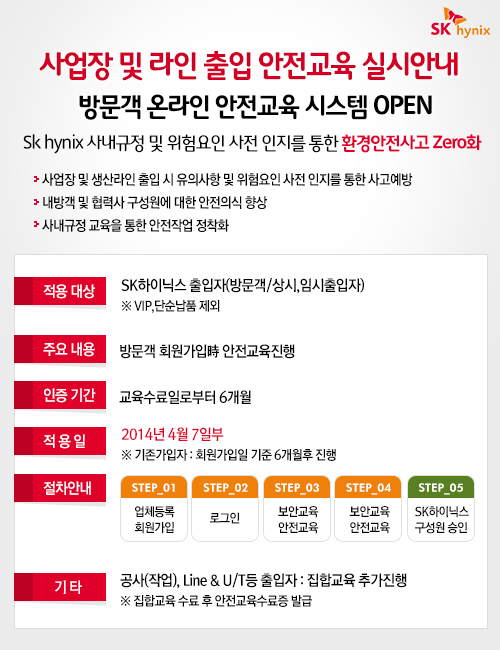 SK hynix
사업장 및 라인 출입 안전교육 실시안내
방문객 온라인 안전교육 시스템 OPEN
Sk hynix 사내규정 및 위험요인 사전 인지를 통한 환경안전사고 Zero화
사업장 및 생산라인 출입 시 유의사항 및 위험요인 사전 인지를 통한 사고예방
내방객 및 협력사 구성원에 대한 안전의식 향상
사내규정 교육을 통한 안전작업 정착화
적용 대상
SK하이닉스 출입자(방문객/상시,임시출입자)
※ VIP,단순납품 제외
주요 내용
방문객 회원가입時 안전교육진행
인증 기간
교육수료일로부터 6개월
적 용 일
2014년 4월 7일부
※ 기존가입자 : 회원가입일 기준 6개월후 진행
절차안내
STEP_01
업체등록
회원가입
STEP_02
로그인
STEP_03
보안교육
안전교육
STEP_04
보안교육
안전교육
STEP_05
SK하이닉스
구성원 승인
기 타
공사(작업), Line & U/T등 출입자 : 집합교육 추가진행
※ 집합교육 수료 후 안전교육수료증 발급